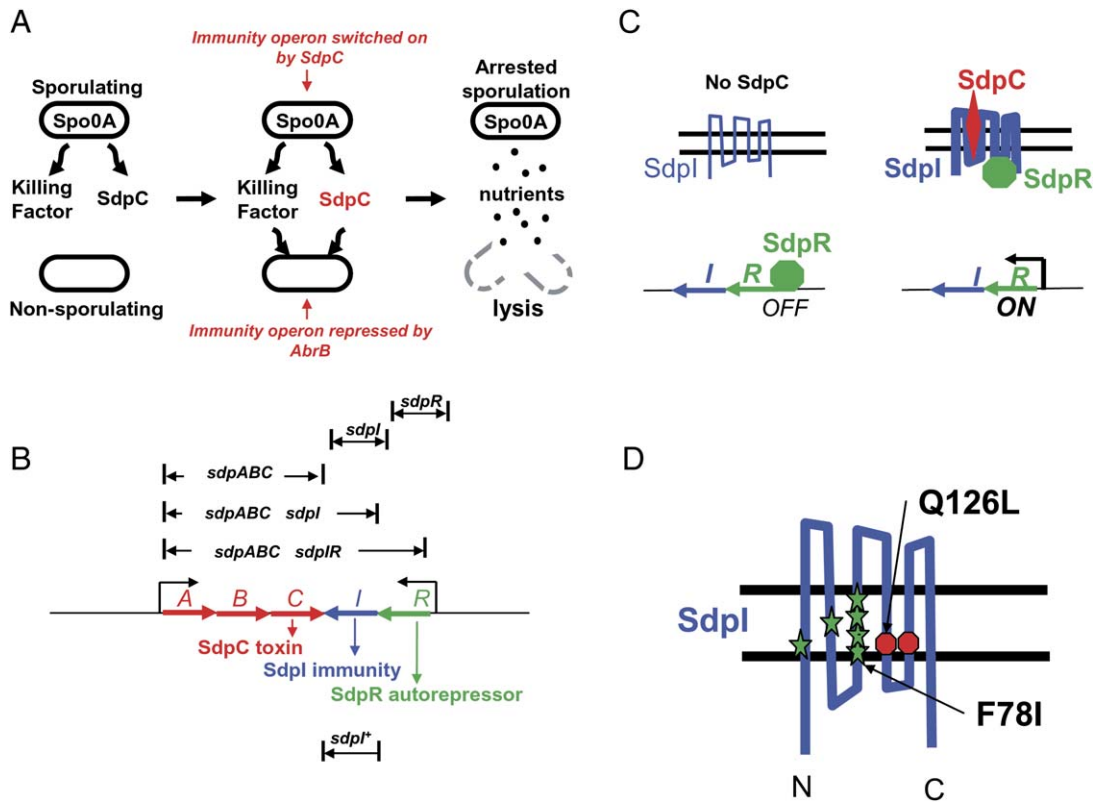 A
Immunity operon switched on
by SdpC
Sporulating
Spo0A
Killing
Factor
SdpC
Non-sporulating
Spo0A
Killing
Factor
SdpC
Immunity operon repressed by
AbrB
Arrested
sporulation
Spo0A
nutrients
lysis
C
No SdpC
SdpI
SdpC
SdpI
SdpR
SdpR
I
R
OFF
I
R
ON
B
sdpR
sdpI
sdpABC
sdpABC sdpI
sdpABC sdpIR
A
B
C
I
R
SdpC toxin
SdpI immunity
SdpR autorepressor
sdpI+
D
Q126L
SdpI
F78I
N
C